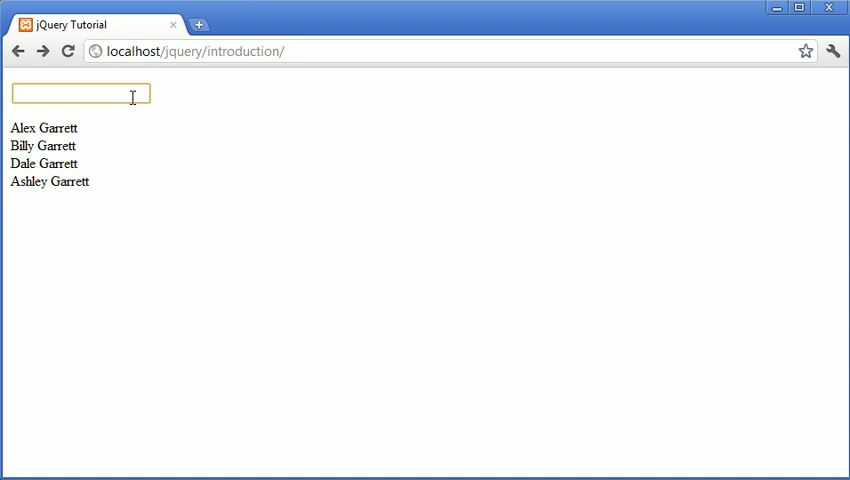 jQuery Tutorial
localhost/jquery/introduction/
Alex Garrett
Billy Garrett
Dale Garrett
Ashley Garrett